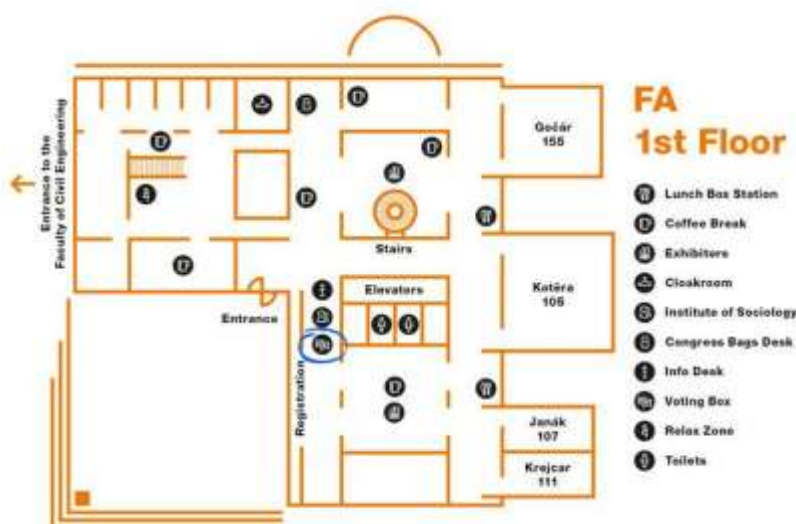 FA
1st Floor
Entrance to the
Faculty of Civil Engineering
Gočár
155
Stairs
Kotěra
105
Elevators
Entrance
Registration
Janák
107
Krejcar
111
Lunch Box Station
Coffee Break
Exhibitors
Cloakroom
Institute of Sociology
Congress Bags Desk
Info Desk
Voting Box
Relax Zone
Toilets